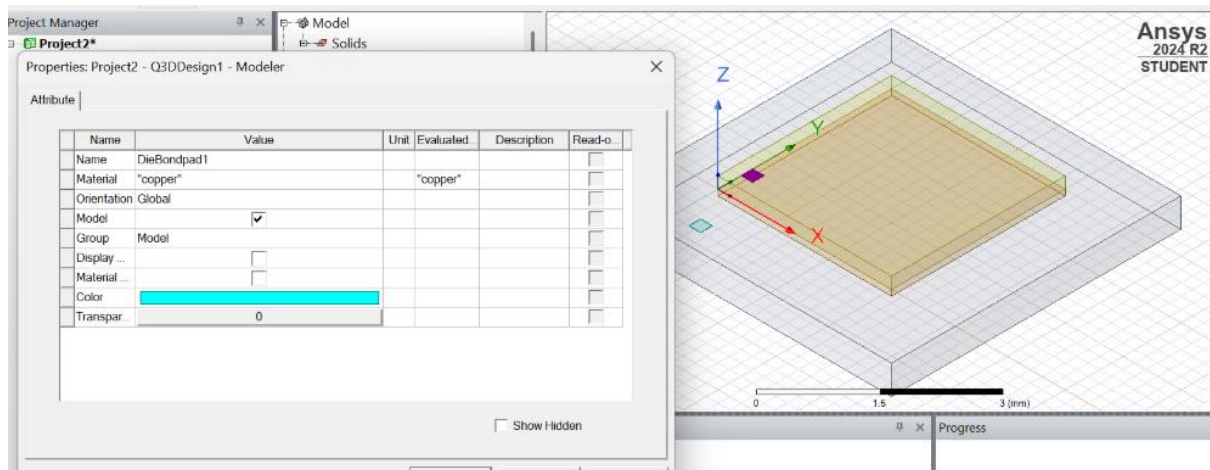 Project Manager
Model
Project2*
Solids
Properties: Project2 - Q3DDesign1 - Modeler
Attribute
Name Value Unit Evaluated... Description Read-o...
Name DieBondpad1
Material "copper" "copper"
Orientation Global
Model
Group Model
Display ...
Material ...
Color
Transpar... 0
Show Hidden
Ansys
2024 R2
STUDENT
Z
Y
X
0 1.5 3 (mm)
Progress